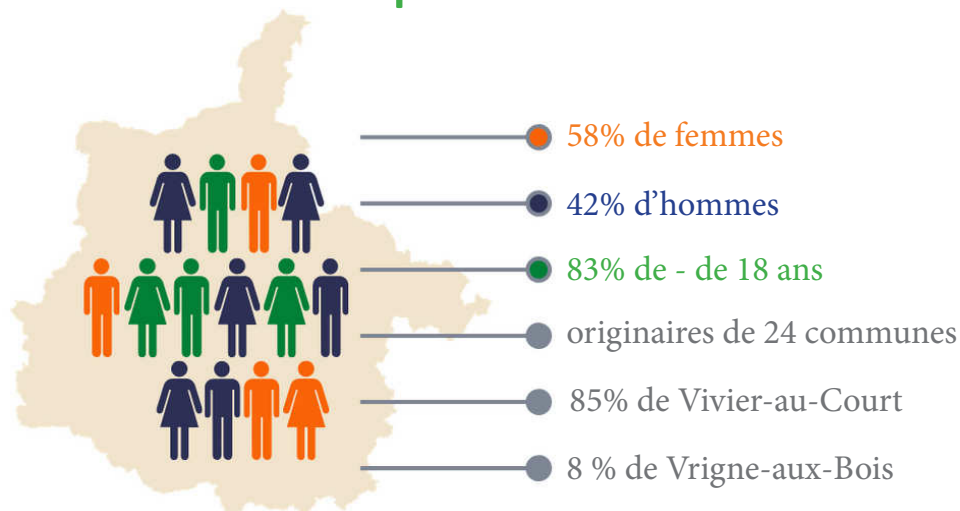 58% de femmes
42% d'hommes
83% de - de 18 ans
originaires de 24 communes
85% de Vivier-au-Court
8 % de Vrigne-aux-Bois